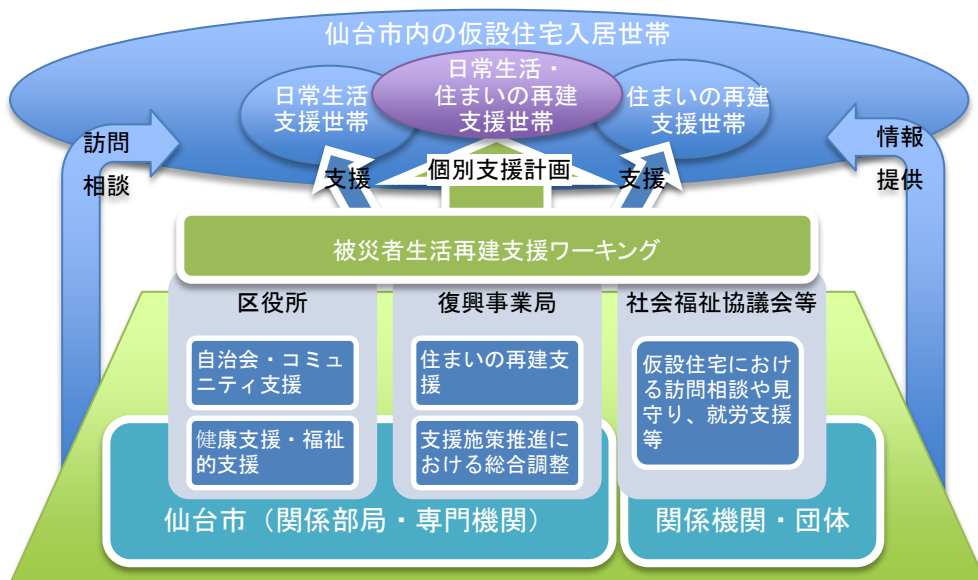 仙台市内の仮設住宅入居世帯
日常生活
支援世帯
日常生活・
住まいの再建
支援世帯
住まいの再建
支援世帯
訪問
相談
情報
提供
支援
個別支援計画
支援
被災者生活再建支援ワーキング
区役所
自治会・コミュ
ニティ支援
健康支援・福祉
的支援
復興事業局
住まいの再建支
援
支援施策推進に
おける総合調整
社会福祉協議会等
仮設住宅におけ
る訪問相談や見
守り、就労支援
等
仙台市（関係部局・専門機関）
関係機関・団体